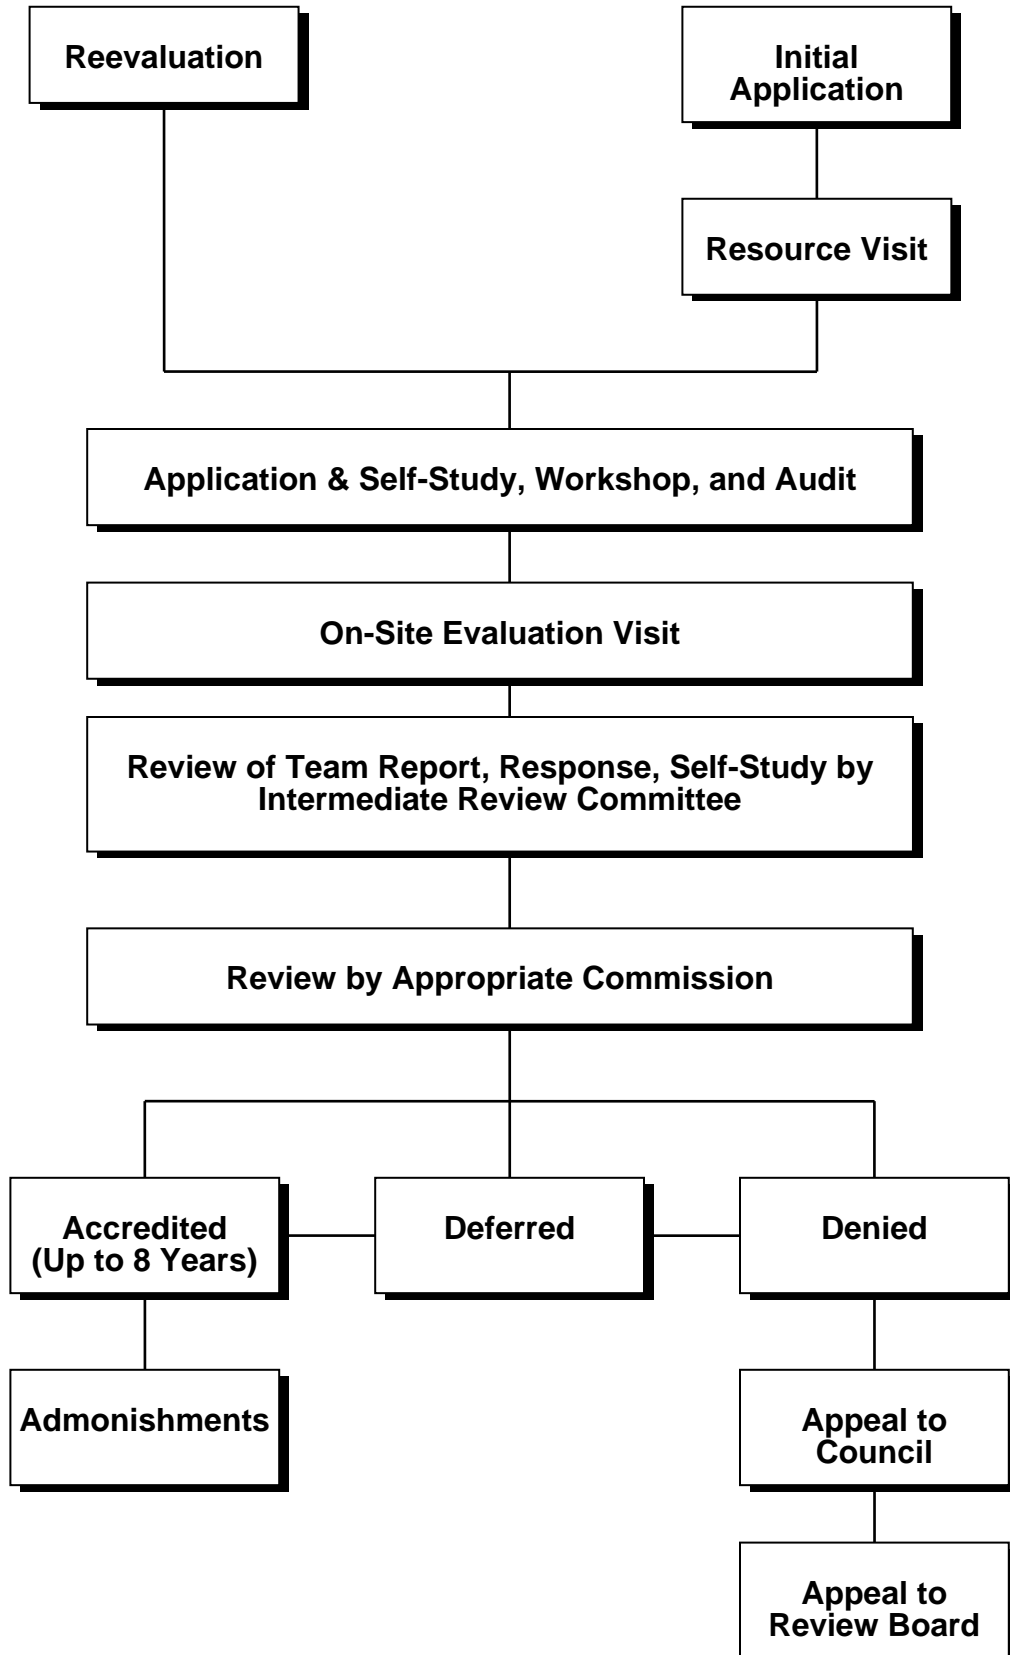 Reevaluation
Initial
Application
Resource Visit
Application & Self-Study, Workshop, and Audit
On-Site Evaluation Visit
Review of Team Report, Response, Self-Study by
Intermediate Review Committee
Review by Appropriate Commission
Accredited
(Up to 8 Years)
Deferred
Denied
Admonishments
Appeal to
Council
Appeal to
Review Board